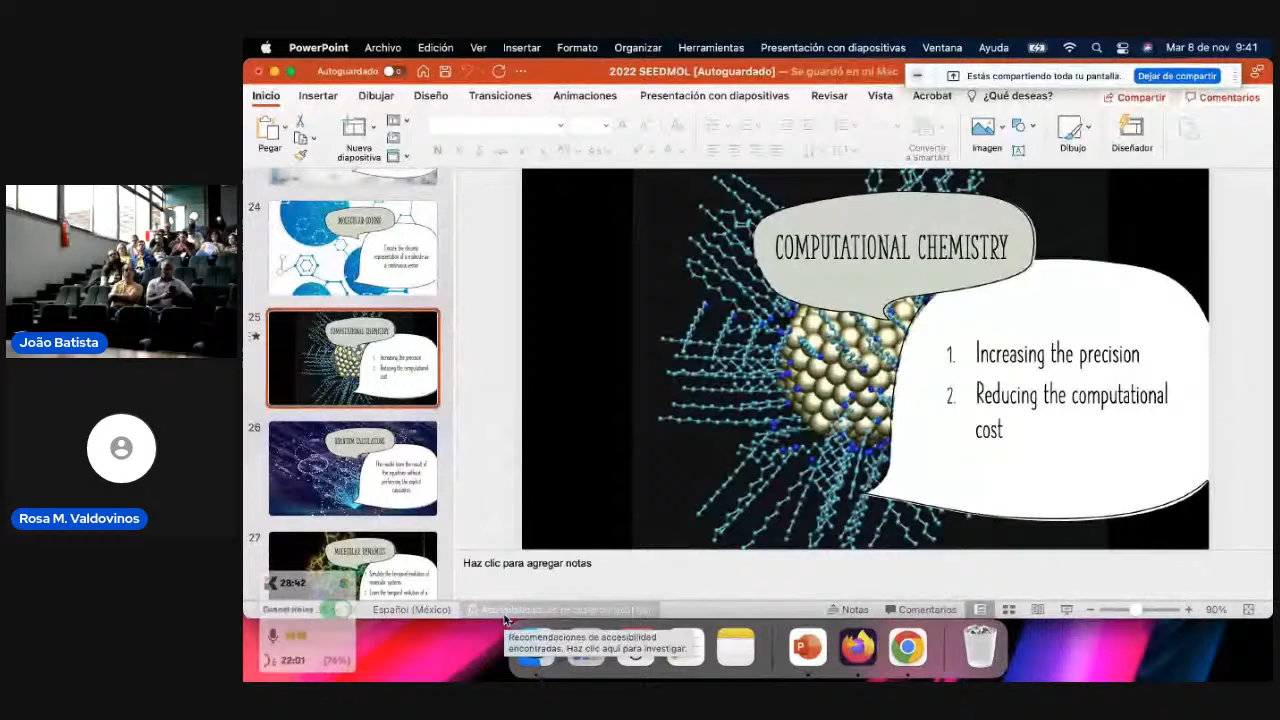 PowerPoint Archivo Edición Ver Insertar Formato Organizar Herramientas Presentación con diapositivas Ventana Ayuda Mar 8 de nov 9:41
Autoguardado 2022 SEEDMOL [Autoguardado] — Se guardó en mi Mac
Estás compartiendo toda tu pantalla. Dejar de compartir
Inicio Insertar Dibujar Diseño Transiciones Animaciones Presentación con diapositivas Revisar Vista Acrobat ¿Qué deseas? Compartir Comentarios
Pegar
Nueva
diapositiva
Convertir
a SmartArt
Imagen
Dibujo
Diseñador
24
MOLECULAR CODING
25
COMPUTATIONAL CHEMISTRY
1. Increasing the precision
2. Reducing the computational
cost
26
QUANTUM CALCULATIONS
27
MOLECULAR DYNAMICS
COMPUTATIONAL CHEMISTRY
1. Increasing the precision
2. Reducing the computational
cost
João Batista
Rosa M. Valdovinos
Haz clic para agregar notas
28:42
Español (México)
Notas
Comentarios
90%
22:01 (76%)
Recomendaciones de accesibilidad
encontradas. Haz clic aquí para investigar.